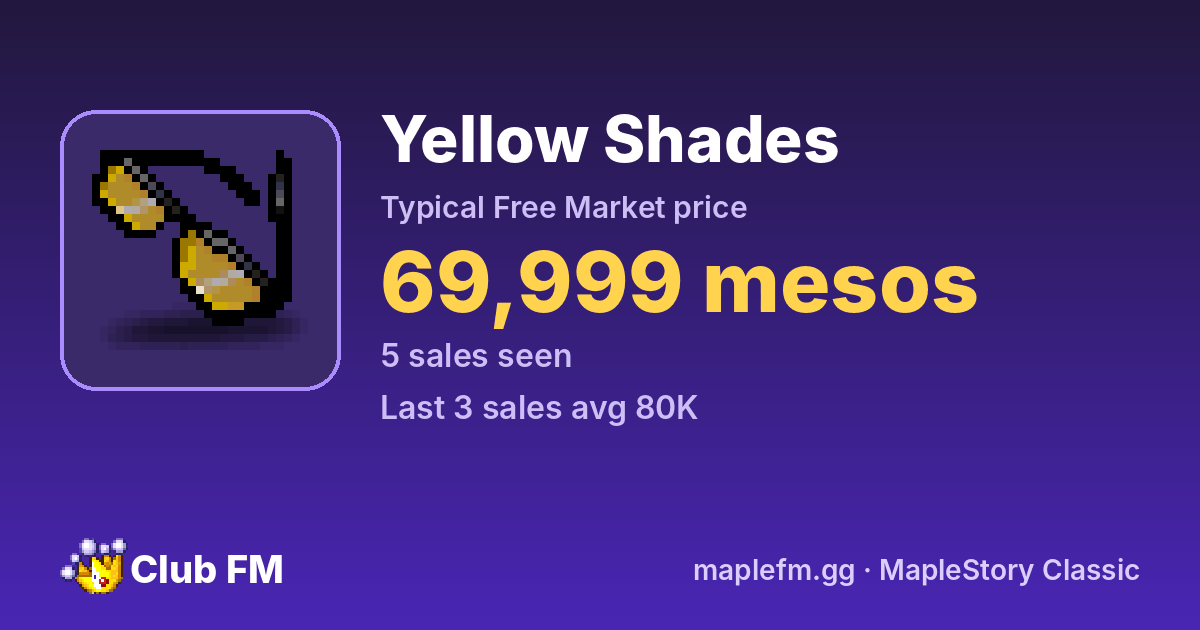 Yellow Shades
Typical Free Market price
69,999 mesos
5 sales seen
Last 3 sales avg 80K
Club FM
maplefm.gg · MapleStory Classic